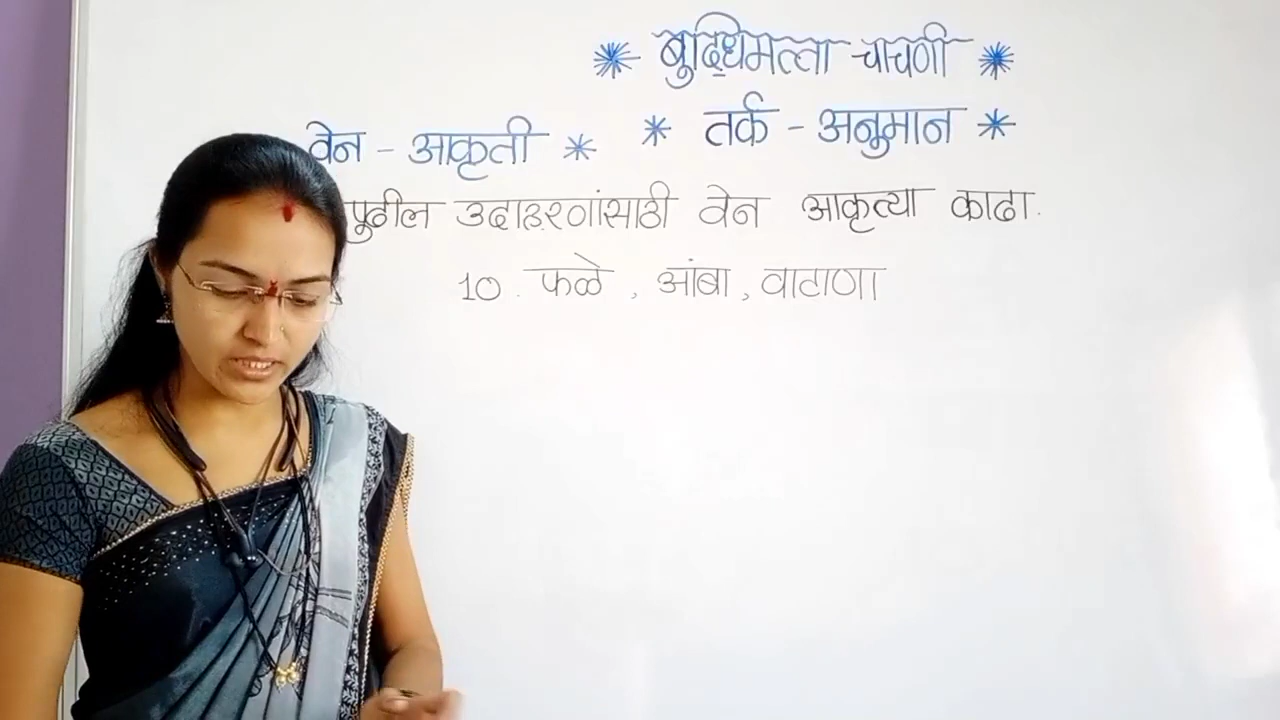 * बुद्धिमत्ता चाचणी *
* तर्क - अनुमान *
वेन - आकृती *
पुढील उदाहरणांसाठी वेन आकृत्या काढा.
10. फळे, आंबा, वाटाणा